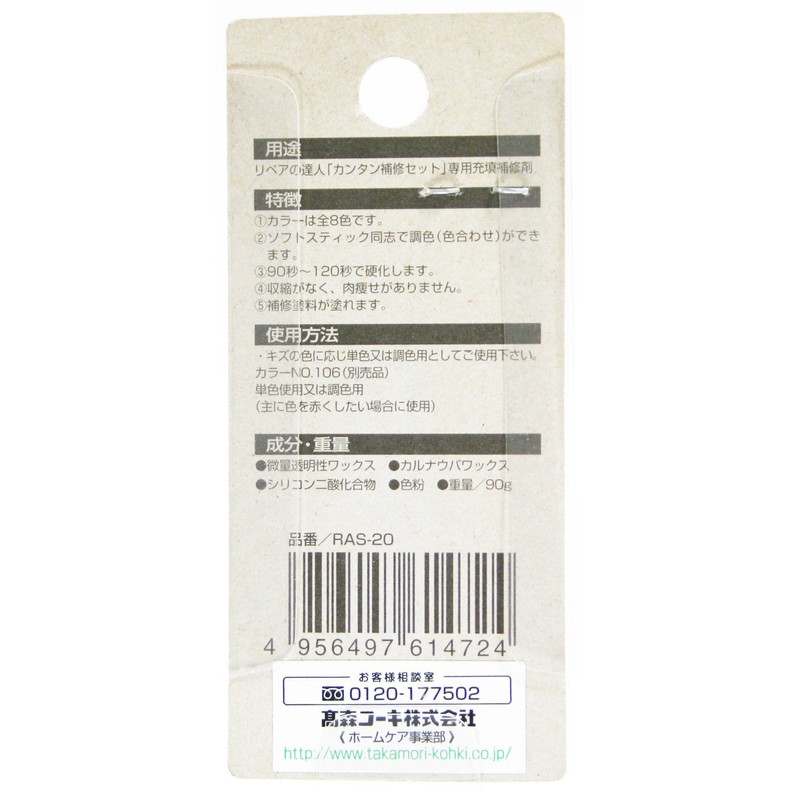 用途
リペアの達人「カンタン補修セット」専用充填補修剤
特徴
①カラーは全8色です。
②ソフトスティック同志で調色(色合わせ)ができ
ます。
③90秒～120秒で硬化します。
④収縮がなく、肉痩せがありません。
⑤補修塗料が塗れます。
使用方法
・キズの色に応じ単色又は調色用としてご使用下さい。
カラーNO.106(別売品)
単色使用又は調色用
(主に色を赤くしたい場合に使用)
成分・重量
●微量透明性ワックス ●カルナウバワックス
●シリコン二酸化合物 ●色粉 ●重量／90g
品番／RAS-20
4 956497 614724
お客様相談室
0120-177502
髙森コーキ株式会社
《ホームケア事業部》
http://www.takamori-kohki.co.jp/